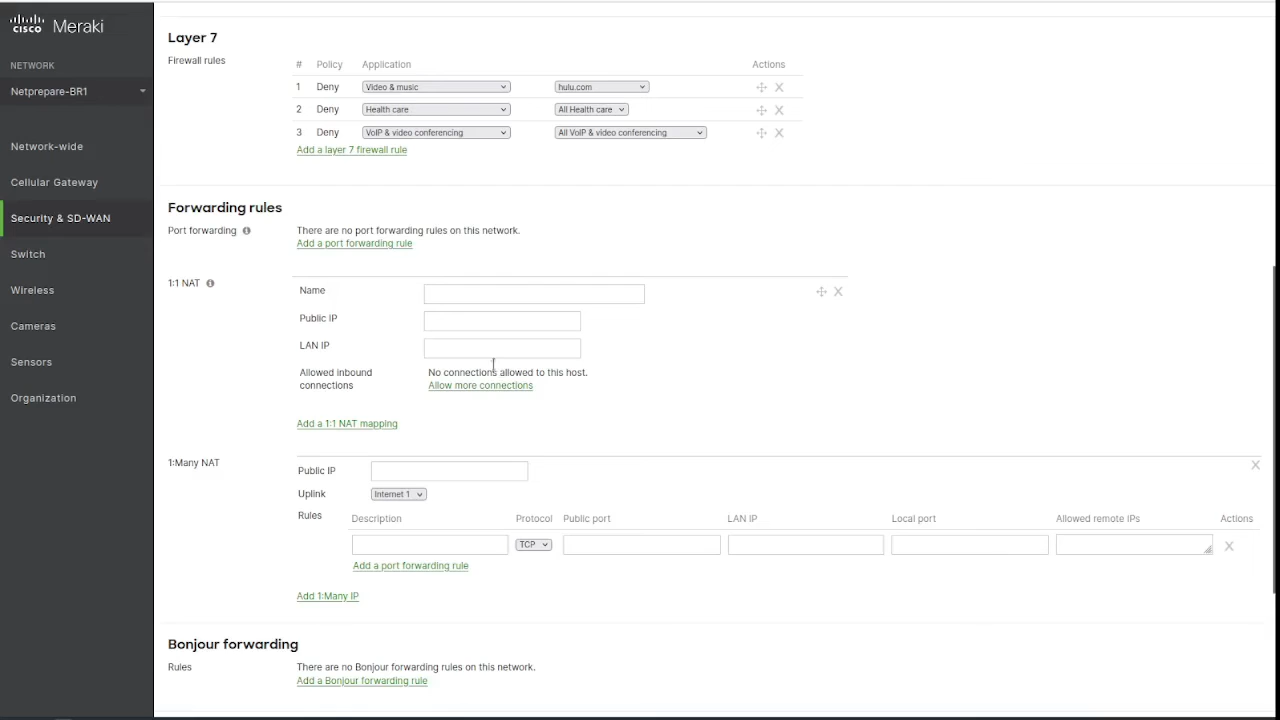 CISCO Meraki
NETWORK
Netprepare-BR1
Network-wide
Cellular Gateway
Security & SD-WAN
Switch
Wireless
Cameras
Sensors
Organization
Layer 7
Firewall rules
# Policy Application Actions
1 Deny Video & music hulu.com X
2 Deny Health care All Health care X
3 Deny VoIP & video conferencing All VoIP & video conferencing X
Add a layer 7 firewall rule
Forwarding rules
Port forwarding i There are no port forwarding rules on this network.
Add a port forwarding rule
1:1 NAT i
Name X
Public IP
LAN IP
Allowed inbound connections
No connections allowed to this host.
Allow more connections
Add a 1:1 NAT mapping
1:Many NAT
Public IP X
Uplink Internet 1
Rules Description Protocol Public port LAN IP Local port Allowed remote IPs Actions
TCP X
Add a port forwarding rule
Add 1:Many IP
Bonjour forwarding
Rules There are no Bonjour forwarding rules on this network.
Add a Bonjour forwarding rule